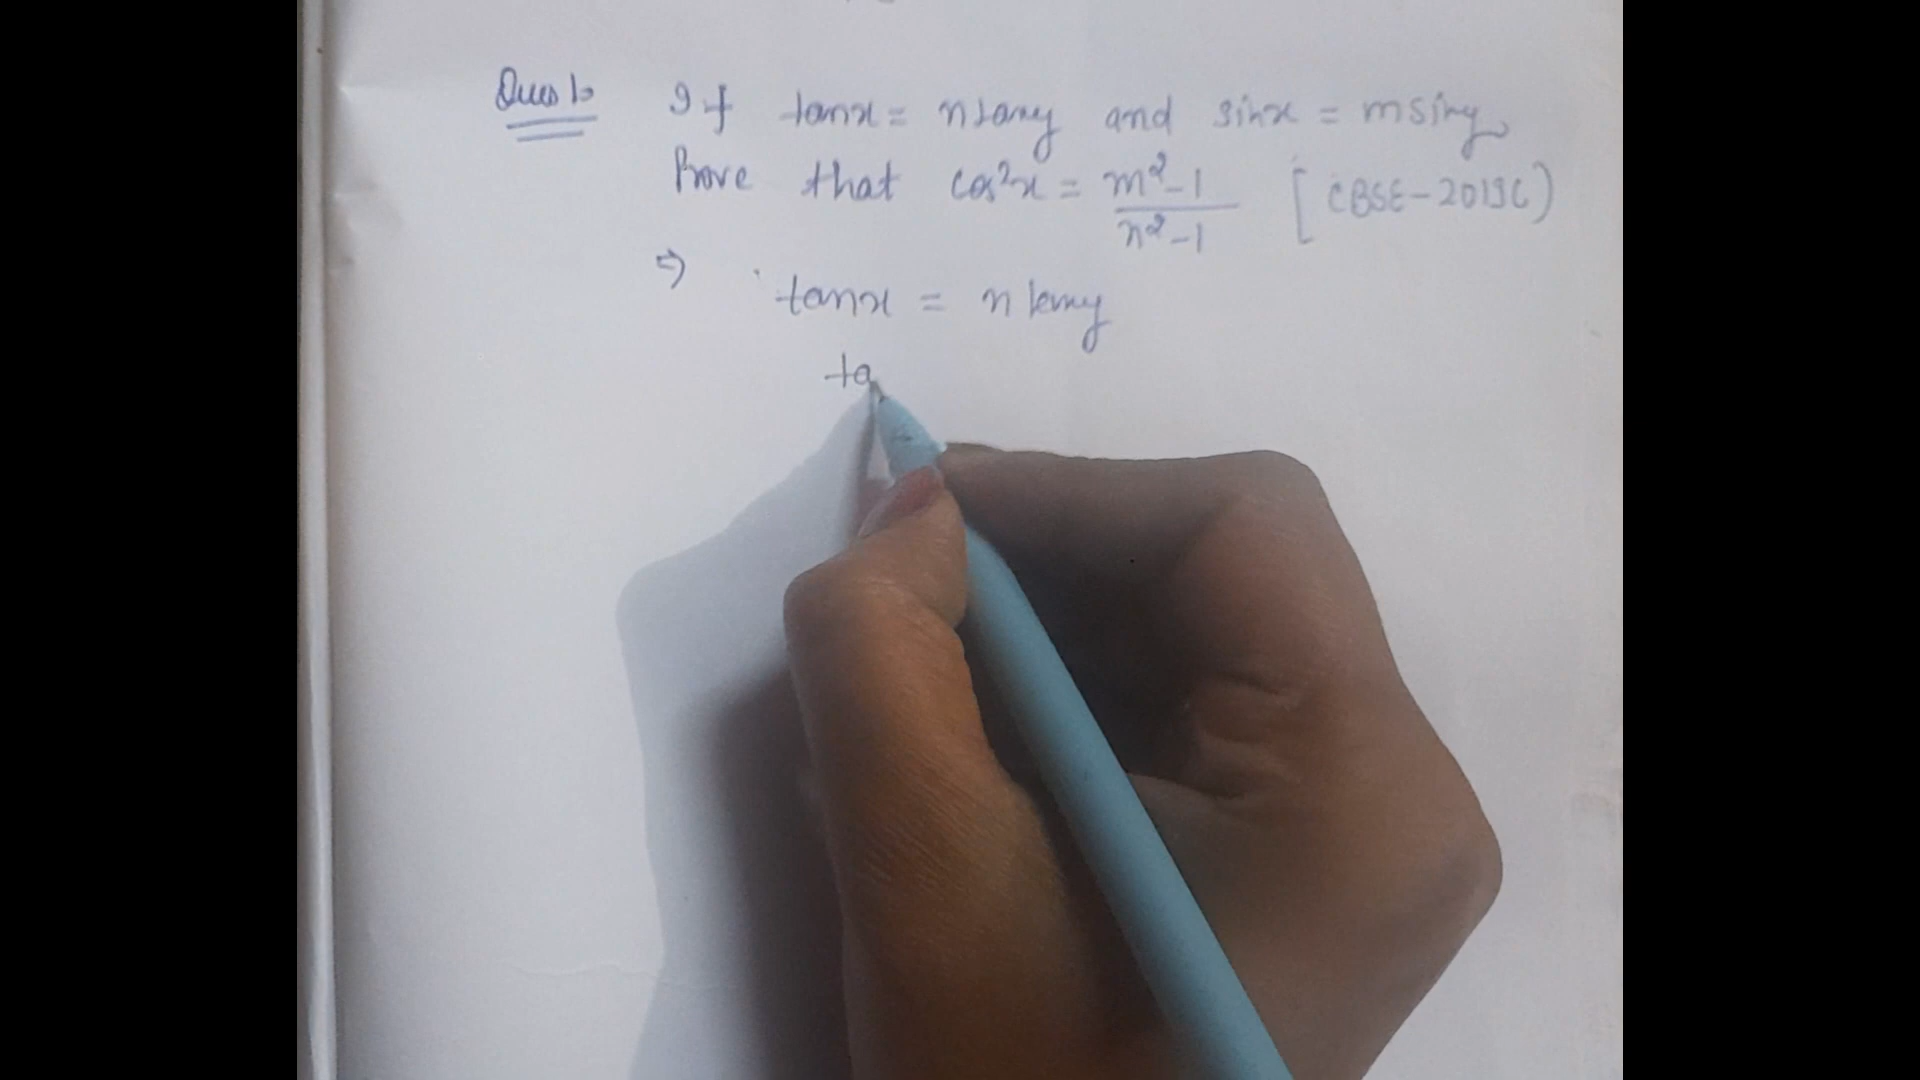 Ques 1. If tanx = n tany and sinx = m siny
Prove that cos²x = m²-1 / n²-1 [CBSE-2019C)
⇒ tanx = n tany
ta